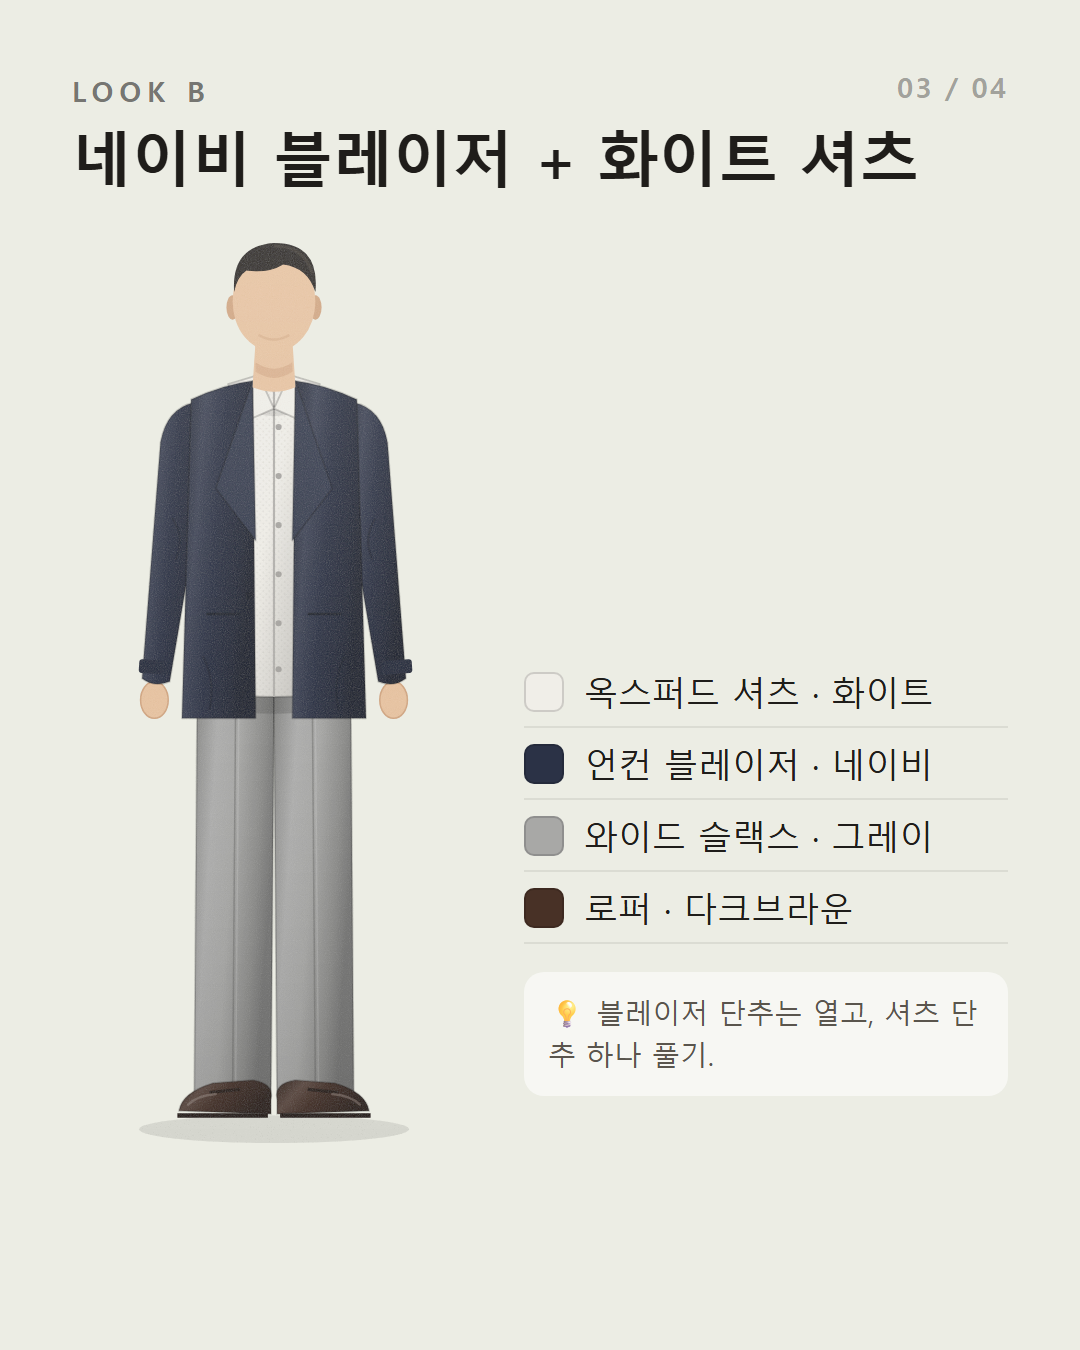 LOOK B
03 / 04
네이비 블레이저 + 화이트 셔츠
옥스퍼드 셔츠 · 화이트
언컨 블레이저 · 네이비
와이드 슬랙스 · 그레이
로퍼 · 다크브라운
💡 블레이저 단추는 열고, 셔츠 단
추 하나 풀기.